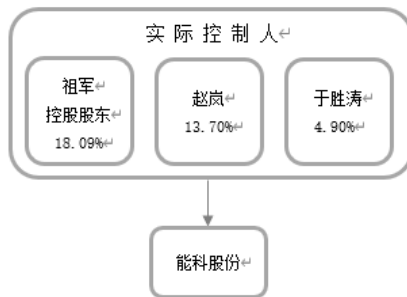 实 际 控 制 人
祖军
控股股东
18.09%
赵岚
13.70%
于胜涛
4.90%
能科股份